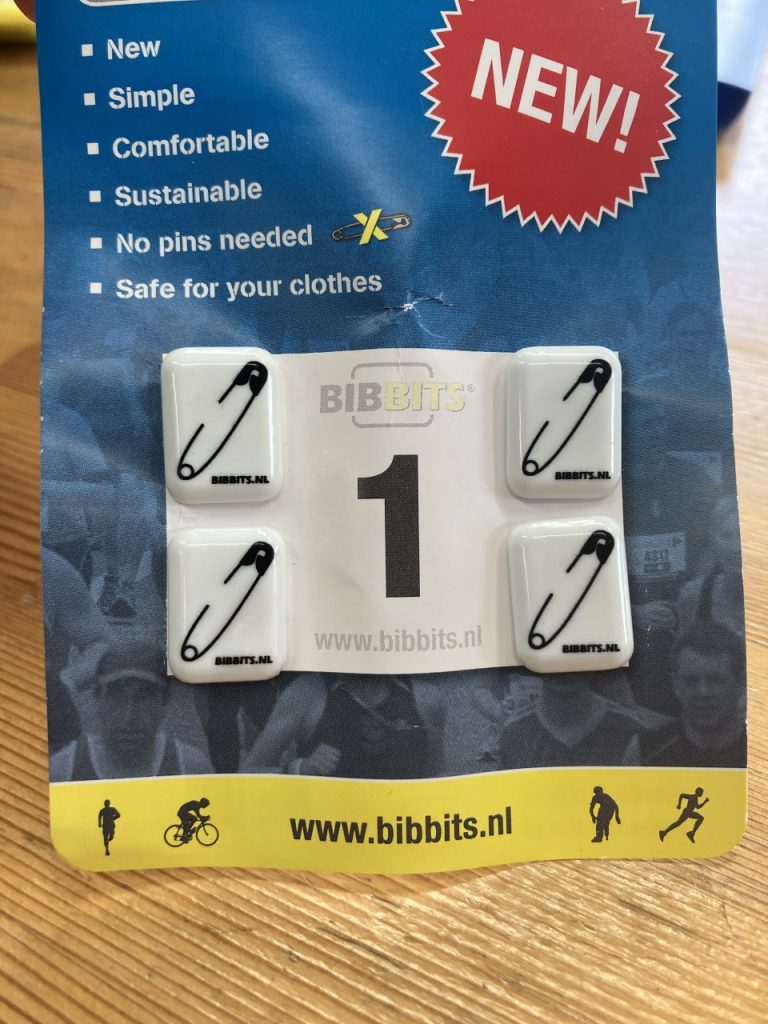 New
Simple
Comfortable
Sustainable
No pins needed
Safe for your clothes
NEW!
BIBBITS®
1
www.bibbits.nl
BIBBITS.NL
BIBBITS.NL
BIBBITS.NL
BIBBITS.NL
4317
www.bibbits.nl